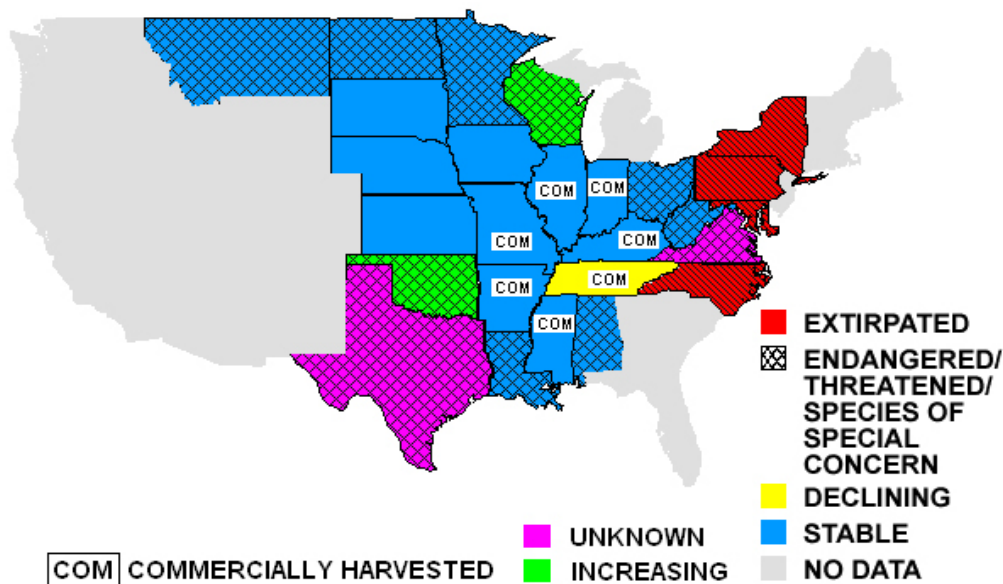 COM
COM
COM
COM
COM
COM
COM
EXTIRPATED
ENDANGERED/
THREATENED/
SPECIES OF
SPECIAL
CONCERN
DECLINING
UNKNOWN
STABLE
COM COMMERCIALLY HARVESTED
INCREASING
NO DATA